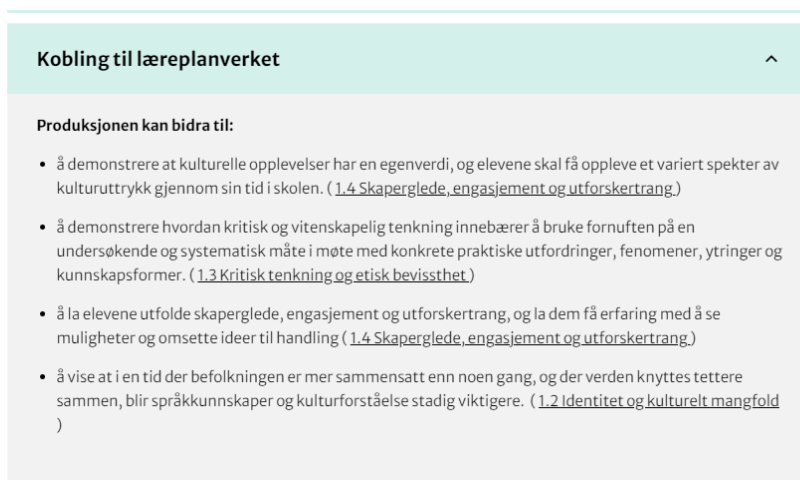 Kobling til læreplanverket
Produksjonen kan bidra til:
• å demonstrere at kulturelle opplevelser har en egenverdi, og elevene skal få oppleve et variert spekter av
kulturuttrykk gjennom sin tid i skolen. ( 1.4 Skaperglede, engasjement og utforskertrang )
• å demonstrere hvordan kritisk og vitenskapelig tenkning innebærer å bruke fornuften på en
undersøkende og systematisk måte i møte med konkrete praktiske utfordringer, fenomener, ytringer og
kunnskapsformer. ( 1.3 Kritisk tenkning og etisk bevissthet )
• å la elevene utfolde skaperglede, engasjement og utforskertrang, og la dem få erfaring med å se
muligheter og omsette ideer til handling ( 1.4 Skaperglede, engasjement og utforskertrang )
• å vise at i en tid der befolkningen er mer sammensatt enn noen gang, og der verden knyttes tettere
sammen, blir språkkunnskaper og kulturforståelse stadig viktigere. ( 1.2 Identitet og kulturelt mangfold
)